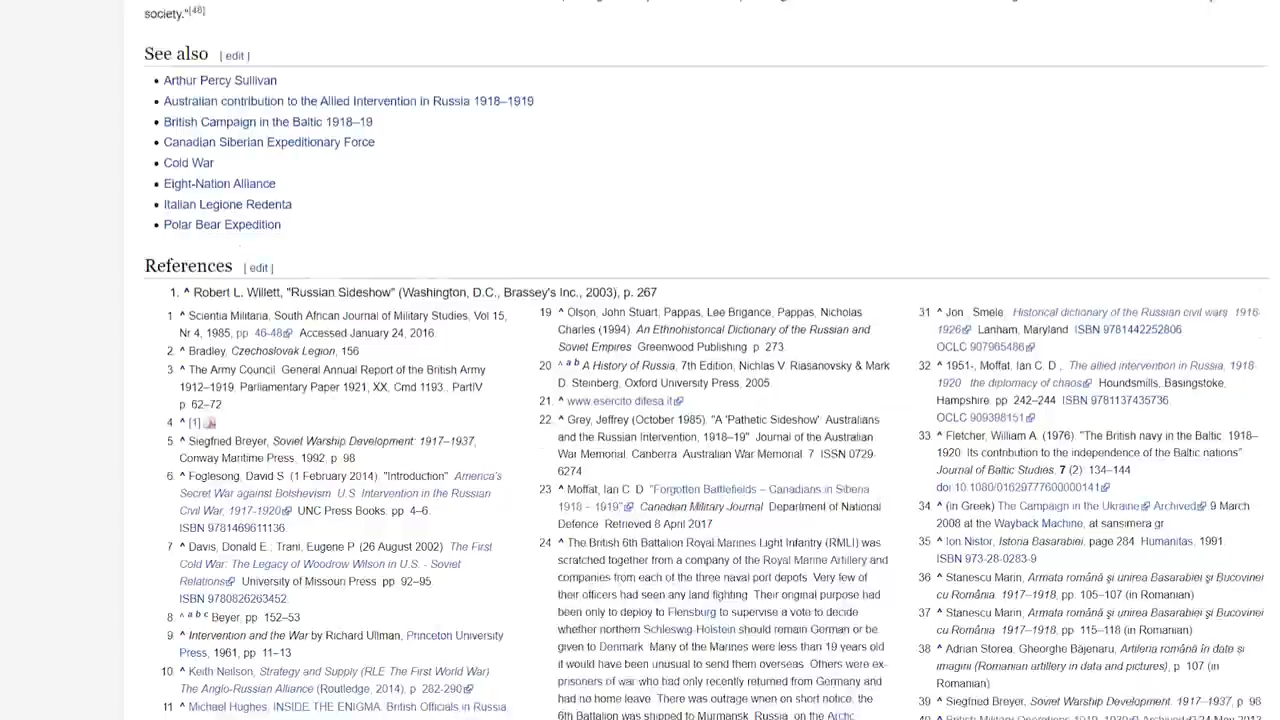 society."[48]
See also [ edit ]
• Arthur Percy Sullivan
• Australian contribution to the Allied Intervention in Russia 1918–1919
• British Campaign in the Baltic 1918–19
• Canadian Siberian Expeditionary Force
• Cold War
• Eight-Nation Alliance
• Italian Legione Redenta
• Polar Bear Expedition
References [ edit ]
1. ^ Robert L. Willett, "Russian Sideshow" (Washington, D.C., Brassey's Inc., 2003), p. 267
1 ^ Scientia Militaria, South African Journal of Military Studies, Vol 15,
Nr 4, 1985, pp 46-48 Accessed January 24, 2016.
2. ^ Bradley, Czechoslovak Legion, 156
3 ^ The Army Council General Annual Report of the British Army
1912–1919. Parliamentary Paper 1921, XX, Cmd 1193. PartIV
p 62–72
4 ^ [1]
5. ^ Siegfried Breyer, Soviet Warship Development: 1917–1937,
Conway Maritime Press, 1992, p 98
6. ^ Foglesong, David S (1 February 2014). "Introduction" America's
Secret War against Bolshevism U.S. Intervention in the Russian
Civil War, 1917-1920 UNC Press Books. pp 4–6.
ISBN 9781469611136.
7 ^ Davis, Donald E.; Trani, Eugene P (26 August 2002) The First
Cold War: The Legacy of Woodrow Wilson in U.S. - Soviet
Relations University of Missouri Press pp 92–95
ISBN 9780826263452.
8 ^ a b c Beyer, pp 152–53
9 ^ Intervention and the War by Richard Ullman, Princeton University
Press, 1961, pp 11–13
10. ^ Keith Neilson, Strategy and Supply (RLE The First World War)
The Anglo-Russian Alliance (Routledge, 2014). p 282-290
11 ^ Michael Hughes, INSIDE THE ENIGMA British Officials in Russia
19 ^ Olson, John Stuart, Pappas, Lee Brigance, Pappas, Nicholas
Charles (1994) An Ethnohistorical Dictionary of the Russian and
Soviet Empires Greenwood Publishing p 273.
20 ^ a b A History of Russia, 7th Edition, Nichlas V. Riasanovsky & Mark
D. Steinberg, Oxford University Press, 2005.
21. ^ www.esercito difesa.it
22 ^ Grey, Jeffrey (October 1985). "A 'Pathetic Sideshow' Australians
and the Russian Intervention, 1918–19" Journal of the Australian
War Memorial. Canberra Australian War Memorial 7 ISSN 0729-
6274
23 ^ Moffat, Ian C D "Forgotten Battlefields – Canadians in Siberia
1918 – 1919" Canadian Military Journal Department of National
Defence Retrieved 8 April 2017
24 ^ The British 6th Battalion Royal Marines Light Infantry (RMLI) was
scratched together from a company of the Royal Marine Artillery and
companies from each of the three naval port depots Very few of
their officers had seen any land fighting Their original purpose had
been only to deploy to Flensburg to supervise a vote to decide
whether northern Schleswig-Holstein should remain German or be
given to Denmark Many of the Marines were less than 19 years old
it would have been unusual to send them overseas Others were ex-
prisoners of war who had only recently returned from Germany and
had no home leave There was outrage when on short notice, the
6th Battalion was shipped to Murmansk, Russia, on the Arctic
31 ^ Jon Smele Historical dictionary of the Russian civil wars 1916-
1926 Lanham, Maryland ISBN 9781442252806
OCLC 907965486
32 ^ 1951-, Moffat, Ian C. D., The allied intervention in Russia, 1918-
1920 the diplomacy of chaos Houndsmills, Basingstoke,
Hampshire. pp 242–244 ISBN 9781137435736.
OCLC 909398151
33 ^ Fletcher, William A. (1976). "The British navy in the Baltic 1918–
1920 Its contribution to the independence of the Baltic nations"
Journal of Baltic Studies. 7 (2) 134–144
doi:10.1080/01629777600000141
34 ^ (in Greek) The Campaign in the Ukraine Archived 9 March
2008 at the Wayback Machine, at sansimera gr
35 ^ Ion Nistor, Istoria Basarabiei, page 284 Humanitas, 1991.
ISBN 973-28-0283-9
36 ^ Stanescu Marin, Armata română şi unirea Basarabiei şi Bucovinei
cu România 1917–1918, pp. 105–107 (in Romanian)
37 ^ Stanescu Marin, Armata română şi unirea Basarabiei şi Bucovinei
cu România. 1917–1918, pp 115–118 (in Romanian)
38 ^ Adrian Storea, Gheorghe Băjenaru, Artileria română în date şi
imagini (Romanian artillery in data and pictures), p 107 (in
Romanian)
39 ^ Siegfried Breyer, Soviet Warship Development. 1917–1937, p 98